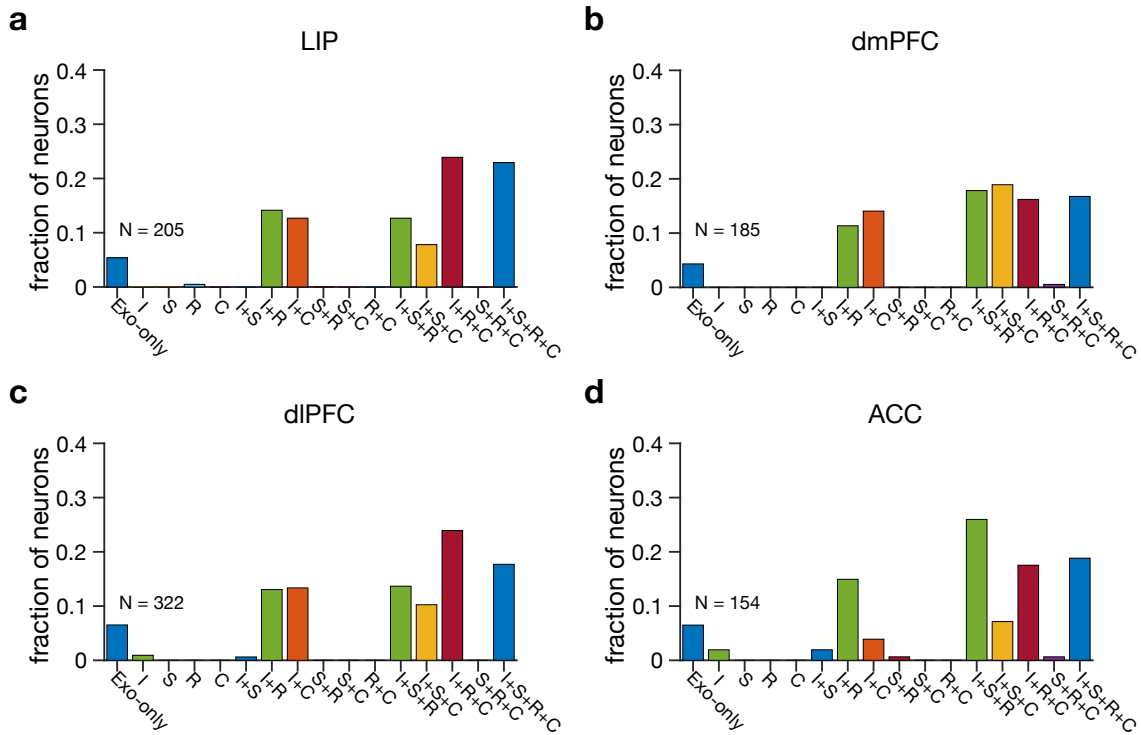 a
LIP
fraction of neurons
0.4
0.3
0.2
0.1
0
N = 205
Exo-only
I
S
R
C
I+S
I+R
I+C
S+R
S+C
R+C
I+S+R
I+S+C
I+R+C
S+R+C
I+S+R+C
b
dmPFC
fraction of neurons
0.4
0.3
0.2
0.1
0
N = 185
Exo-only
I
S
R
C
I+S
I+R
I+C
S+R
S+C
R+C
I+S+R
I+S+C
I+R+C
S+R+C
I+S+R+C
c
dlPFC
fraction of neurons
0.4
0.3
0.2
0.1
0
N = 322
Exo-only
I
S
R
C
I+S
I+R
I+C
S+R
S+C
R+C
I+S+R
I+S+C
I+R+C
S+R+C
I+S+R+C
d
ACC
fraction of neurons
0.4
0.3
0.2
0.1
0
N = 154
Exo-only
I
S
R
C
I+S
I+R
I+C
S+R
S+C
R+C
I+S+R
I+S+C
I+R+C
S+R+C
I+S+R+C